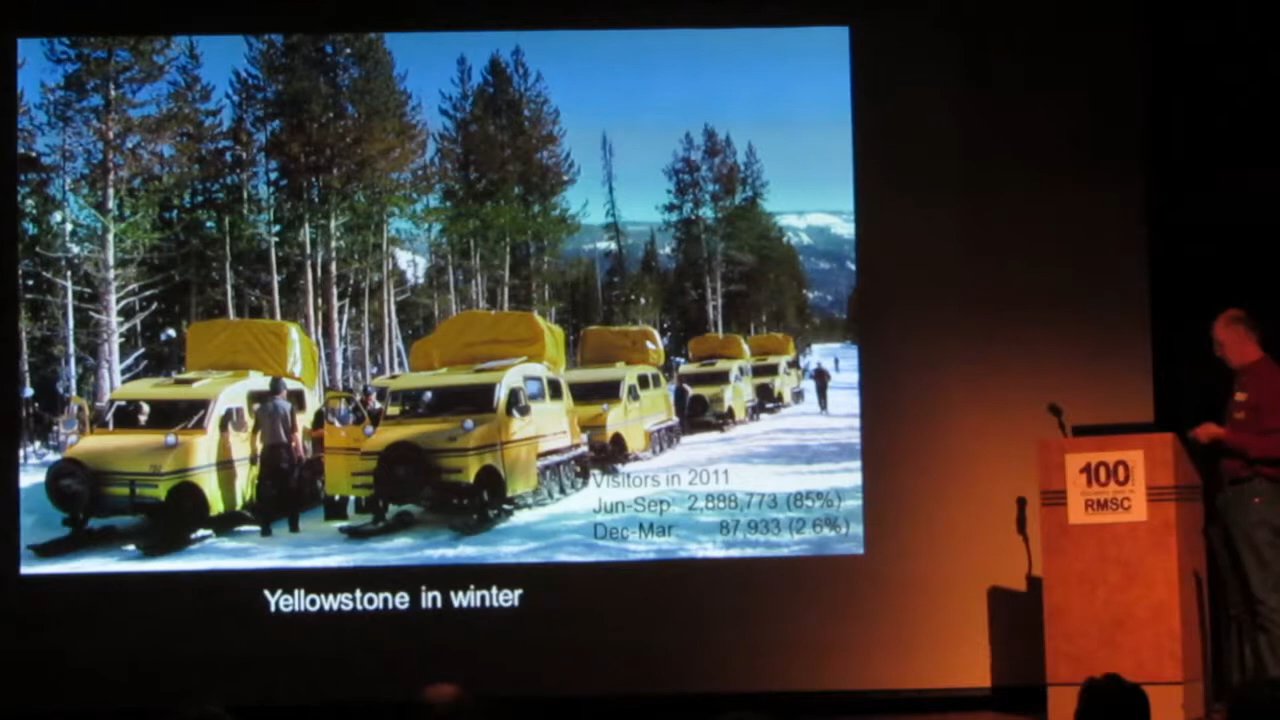 Visitors in 2011
Jun-Sep: 2,888,773 (85%)
Dec-Mar 87,933 (2.6%)
Yellowstone in winter
100
RMSC